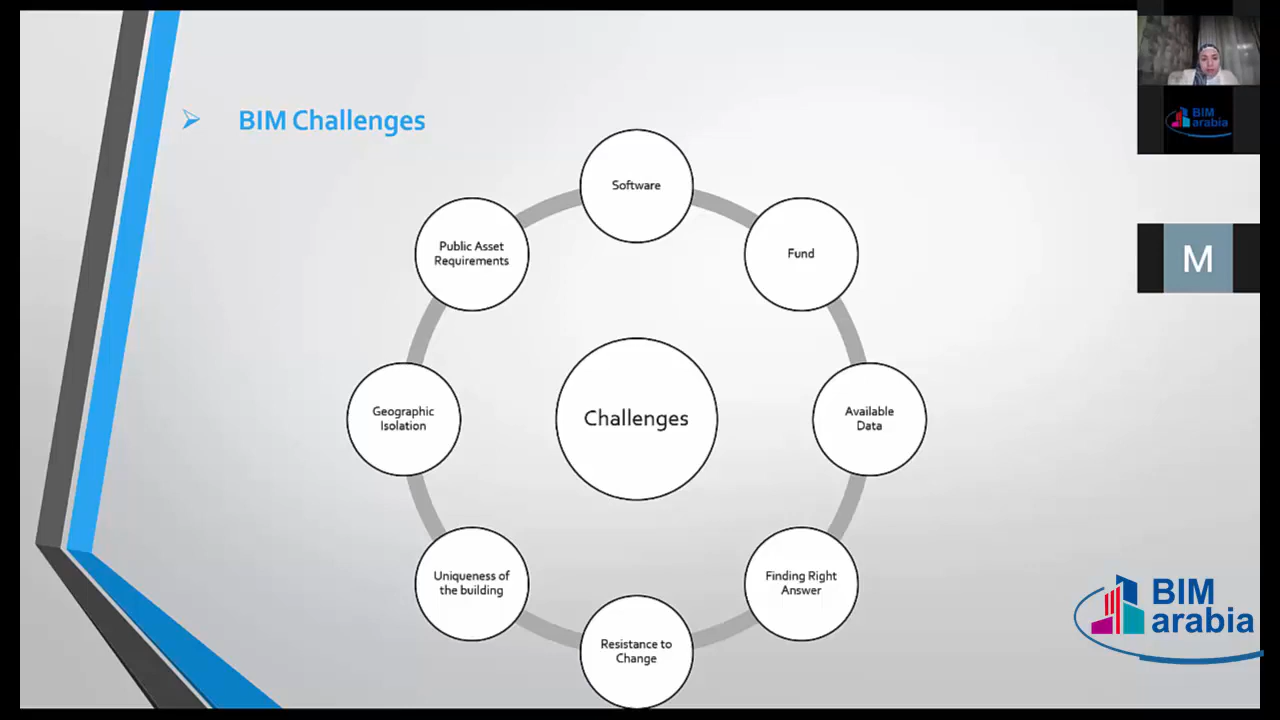 BIM Challenges
Software
Public Asset
Requirements
Fund
Geographic
Isolation
Challenges
Available
Data
Uniqueness of
the building
Finding Right
Answer
Resistance to
Change
BIM
arabia
M
BIM
arabia